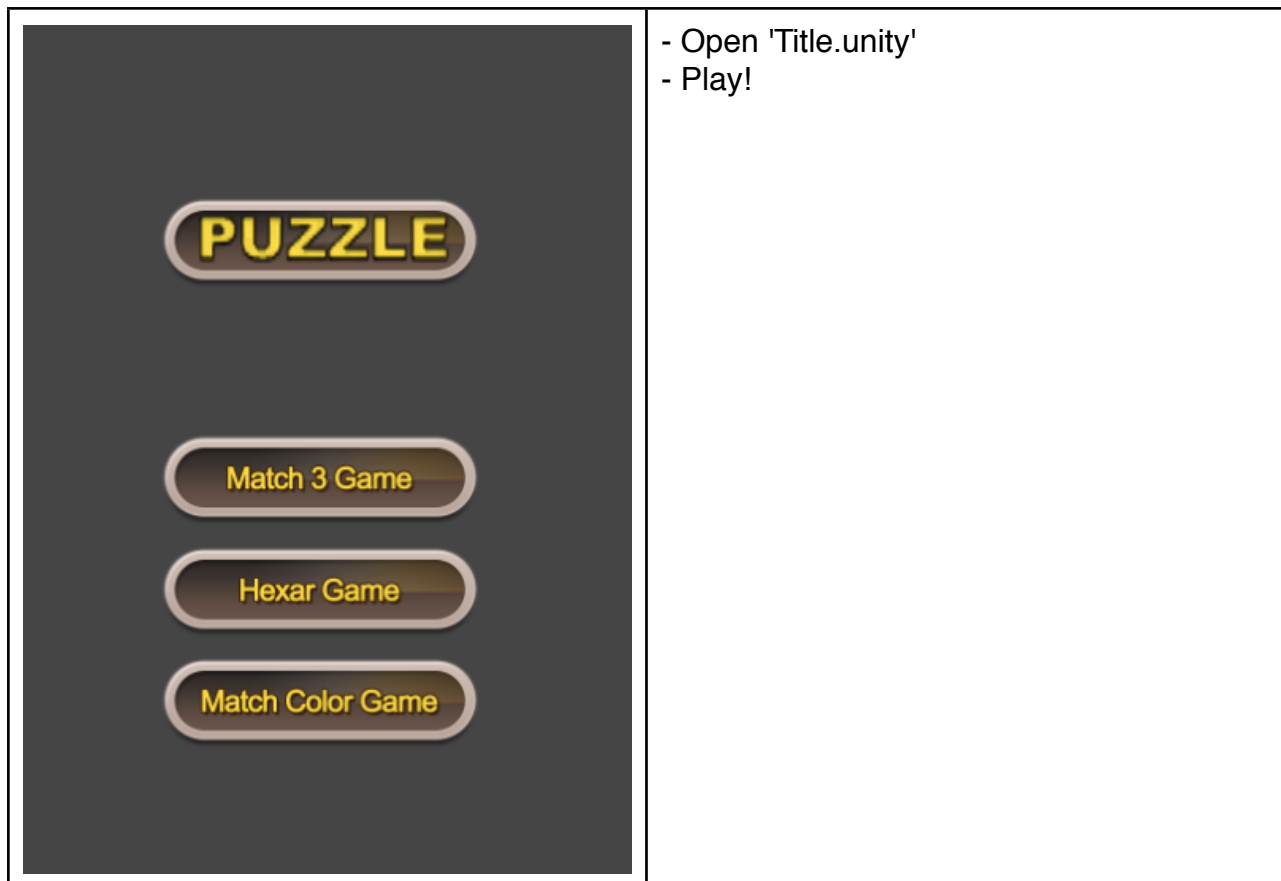 PUZZLE
Match 3 Game
Hexar Game
Match Color Game
- Open 'Title.unity'
- Play!